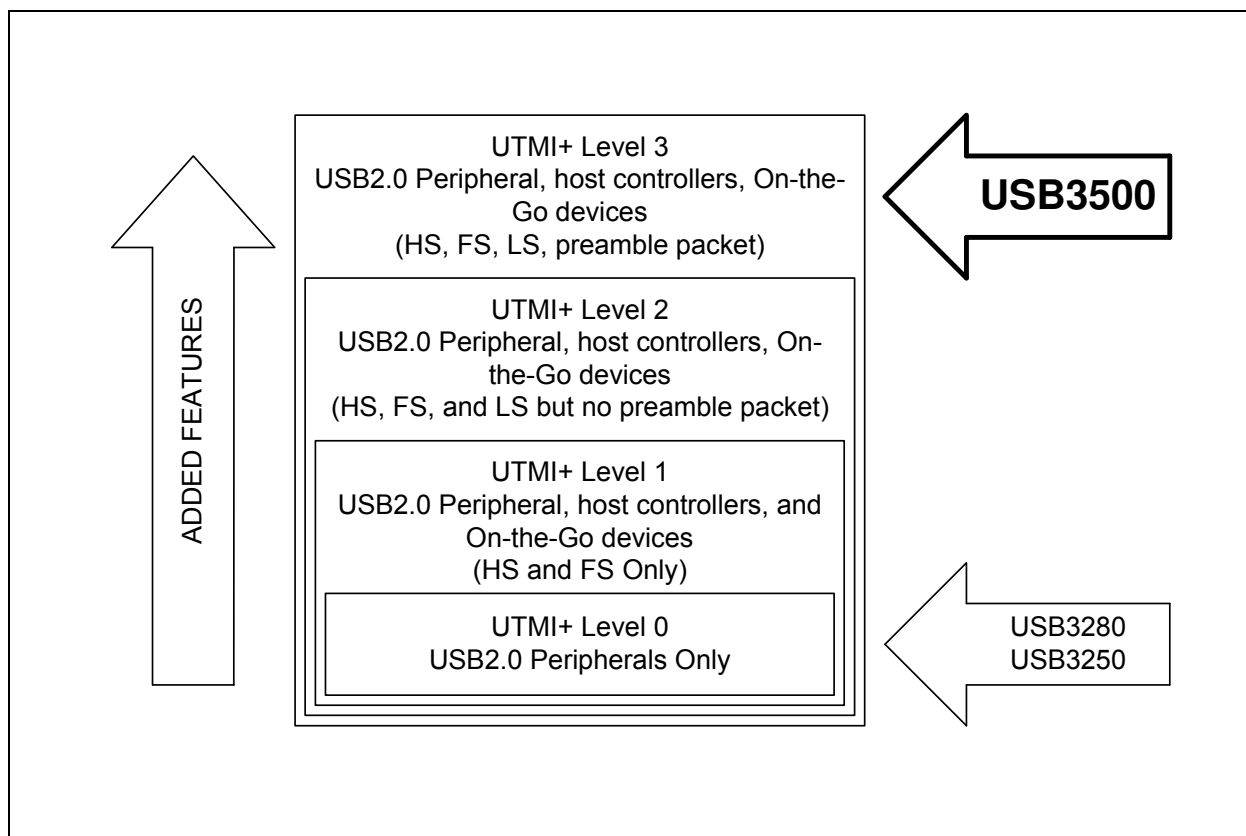 UTMI+ Level 3
USB2.0 Peripheral, host controllers, On-the-
Go devices
(HS, FS, LS, preamble packet)
USB3500
ADDED FEATURES
UTMI+ Level 2
USB2.0 Peripheral, host controllers, On-
the-Go devices
(HS, FS, and LS but no preamble packet)
UTMI+ Level 1
USB2.0 Peripheral, host controllers, and
On-the-Go devices
(HS and FS Only)
UTMI+ Level 0
USB2.0 Peripherals Only
USB3280
USB3250